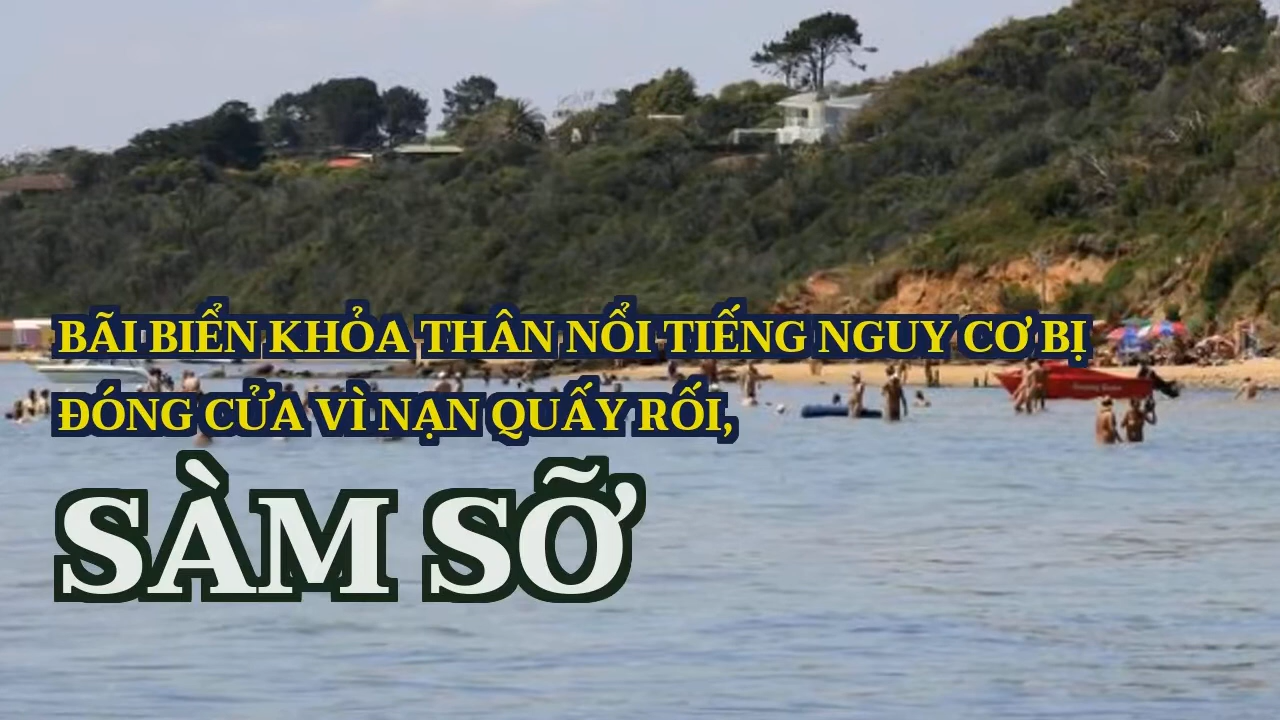 BÃI BIỂN KHỎA THÂN NỔI TIẾNG NGUY CƠ BỊ
ĐÓNG CỬA VÌ NẠN QUẤY RỐI,
SÀM SỠ